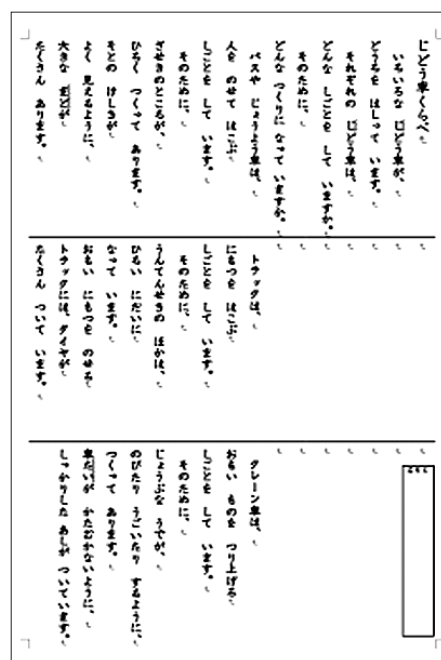 じどう車くらべ
いろいろな じどう車が、
どうろを はしって います。
それぞれの じどう車は、
どんな しごとを して いますか。
そのために、
どんな つくりに なって いますか。
バスや じょうよう車は、
人を のせて はこぶ
しごとを して います。
そのために、
ざせきのところが、
ひろく つくって あります。
そとの けしきが
よく 見えるように、
大きな まどが
たくさん あります。
トラックは、
にもつを はこぶ
しごとを して います。
そのために、
うんてんせきの ほかは、
ひろい にだいに
なって います。
おもい にもつを のせる
トラックには、タイヤが
たくさん ついて います。
クレーン車は、
おもい ものを つり上げる
しごとを して います。
そのために、
じょうぶな うでが、
のびたり うごいたり するように、
つくって あります。
車たいが かたむかないように、
しっかりした あしが ついています。